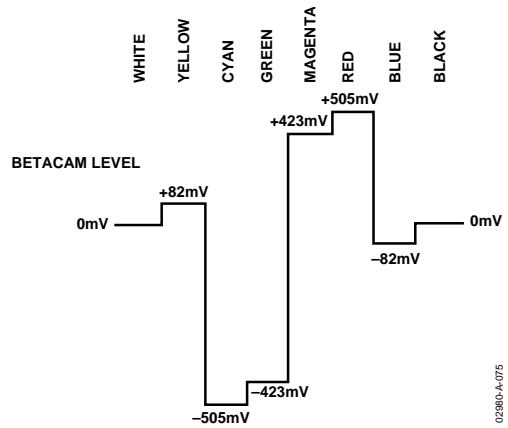 WHITE
YELLOW
CYAN
GREEN
MAGENTA
RED
BLUE
BLACK
+505mV
+423mV
BETACAM LEVEL
+82mV
0mV
0mV
–82mV
–423mV
–505mV
02980-A-075